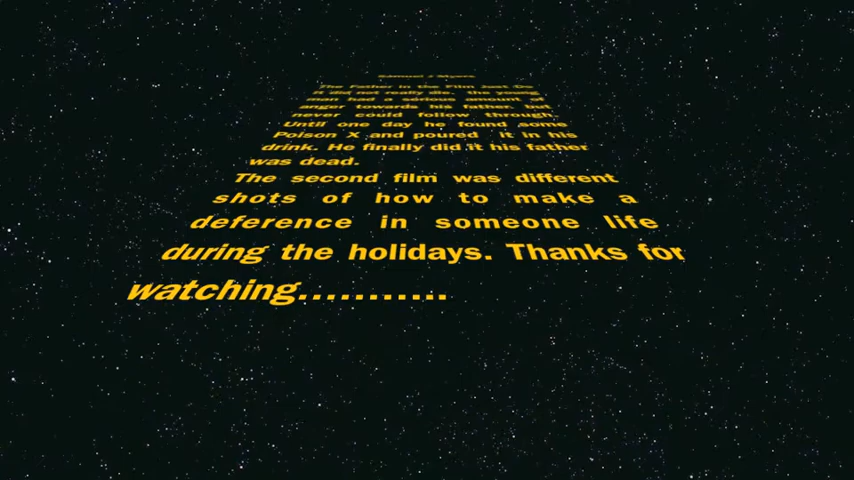 Samuel J Myers
The Father in the Film Just Do
It did not really die, the young
man had a serious amount of
anger towards his father but
never could follow through.
Until one day he found some
Poison X and poured it in his
drink. He finally did it his father
was dead.
The second film was different
shots of how to make a
deference in someone life
during the holidays. Thanks for
watching...........